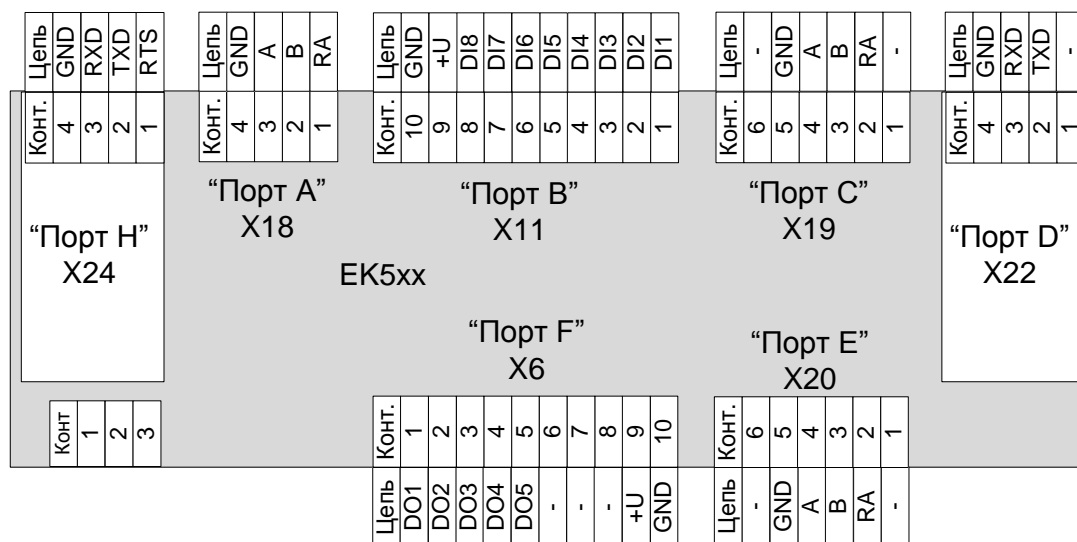 Цепь GND RXD TXD RTS
Цепь GND A B RA
Цепь GND +U DI8 DI7 DI6 DI5 DI4 DI3 DI2 DI1
Цепь - GND A B RA -
Цепь GND RXD TXD -
Конт. 4 3 2 1
Конт. 4 3 2 1
Конт. 10 9 8 7 6 5 4 3 2 1
Конт. 6 5 4 3 2 1
Конт. 4 3 2 1
“Порт A”
X18
“Порт B”
X11
“Порт C”
X19
“Порт H”
X24
“Порт D”
X22
EK5xx
“Порт F”
X6
“Порт E”
X20
Конт 1 2 3
Конт. 1 2 3 4 5 6 7 8 9 10
Конт. 6 5 4 3 2 1
Цепь DO1 DO2 DO3 DO4 DO5 - - - +U GND
Цепь - GND A B RA -